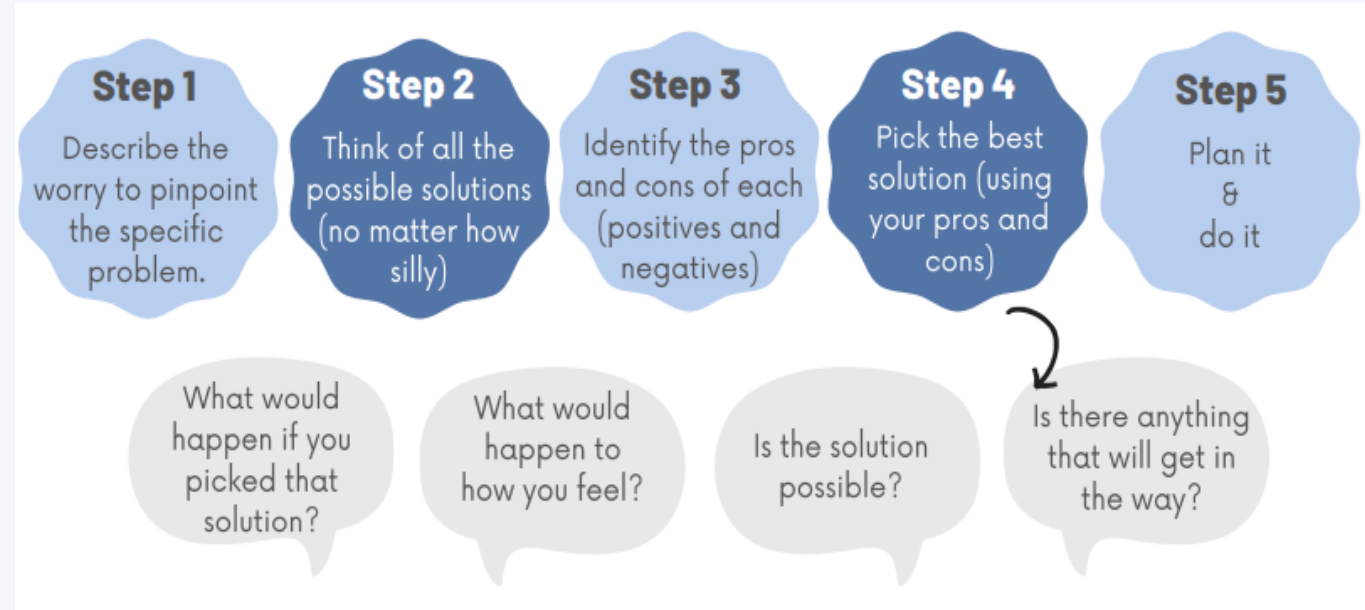 Step 1
Describe the
worry to pinpoint
the specific
problem.
Step 2
Think of all the
possible solutions
(no matter how
silly)
Step 3
Identify the pros
and cons of each
(positives and
negatives)
Step 4
Pick the best
solution (using
your pros and
cons)
Step 5
Plan it
&
do it
What would
happen if you
picked that
solution?
What would
happen to
how you feel?
Is the solution
possible?
Is there anything
that will get in
the way?